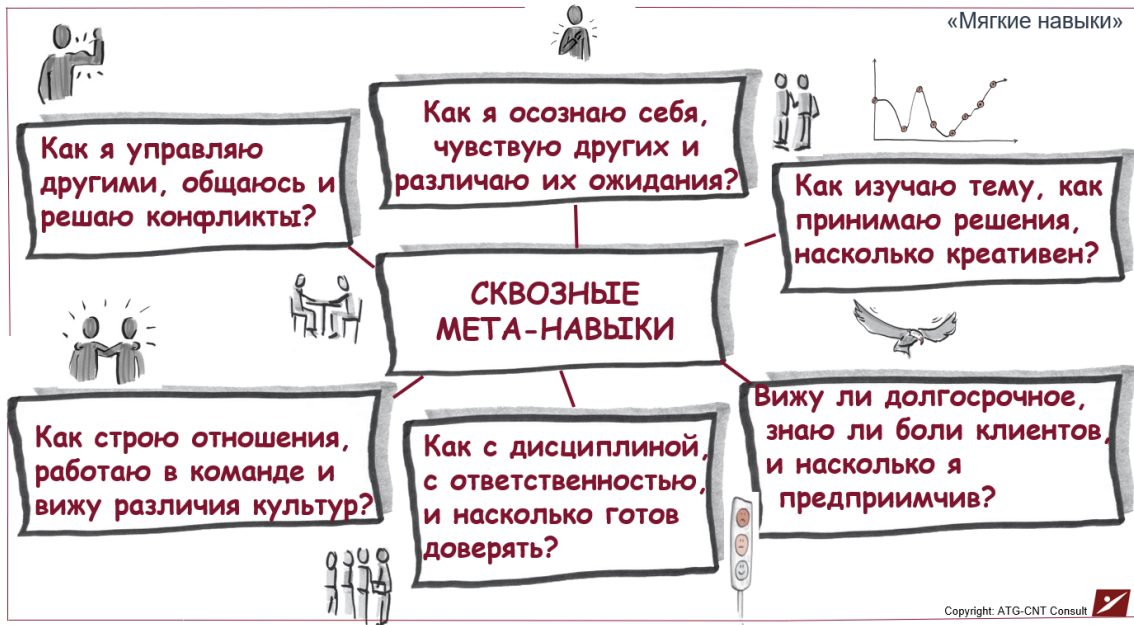 «Мягкие навыки»
Как я управляю
другими, общаюсь и
решаю конфликты?
Как я осознаю себя,
чувствую других и
различаю их ожидания?
Как изучаю тему, как
принимаю решения,
насколько креативен?
СКВОЗНЫЕ
МЕТА-НАВЫКИ
Как строю отношения,
работаю в команде и
вижу различия культур?
Как с дисциплиной,
с ответственностью,
и насколько готов
доверять?
Вижу ли долгосрочное,
знаю ли боли клиентов,
и насколько я
предприимчив?
Copyright: ATG-CNT Consult